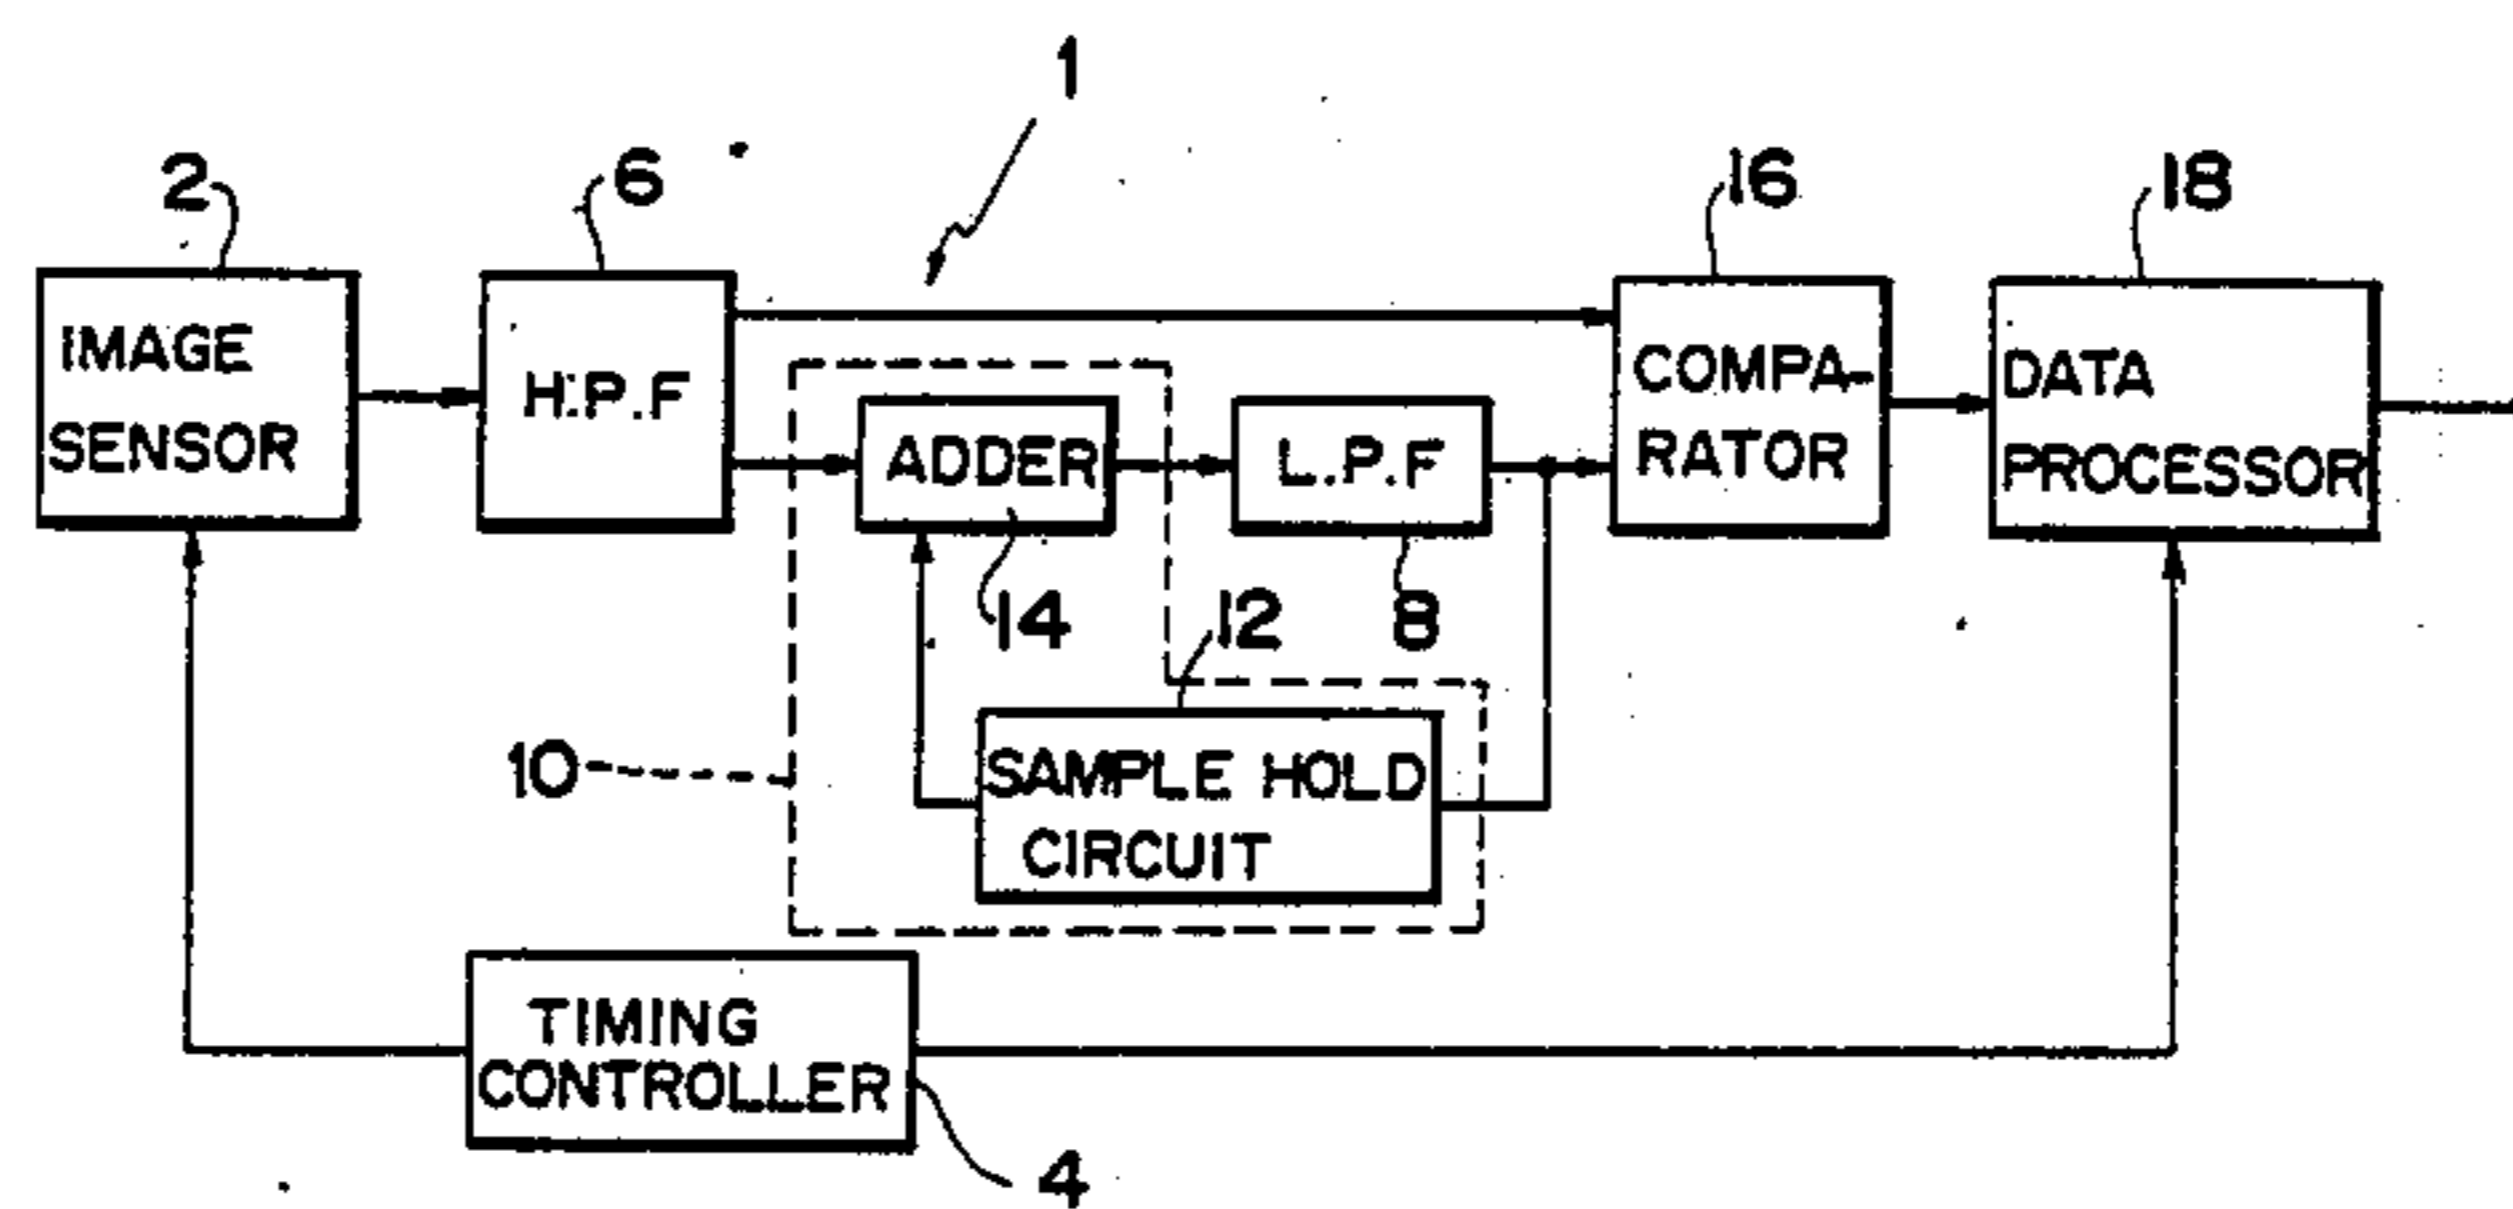 1
2
6
16
18
IMAGE
SENSOR
H.P.F
ADDER
L.P.F
COMPA-
RATOR
DATA
PROCESSOR
14
12
8
10
SAMPLE HOLD
CIRCUIT
TIMING
CONTROLLER
4